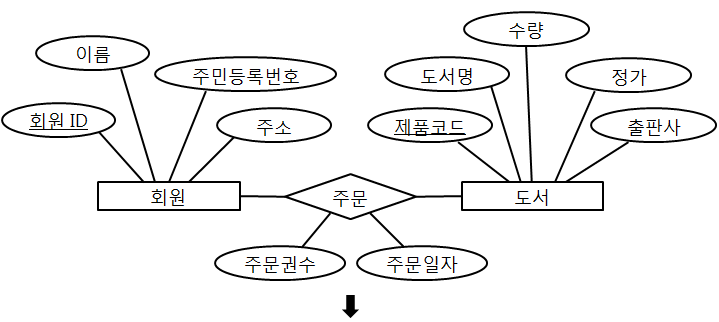 수량
이름
주민등록번호
도서명
정가
회원 ID
주소
제품코드
출판사
회원
주문
도서
주문권수
주문일자